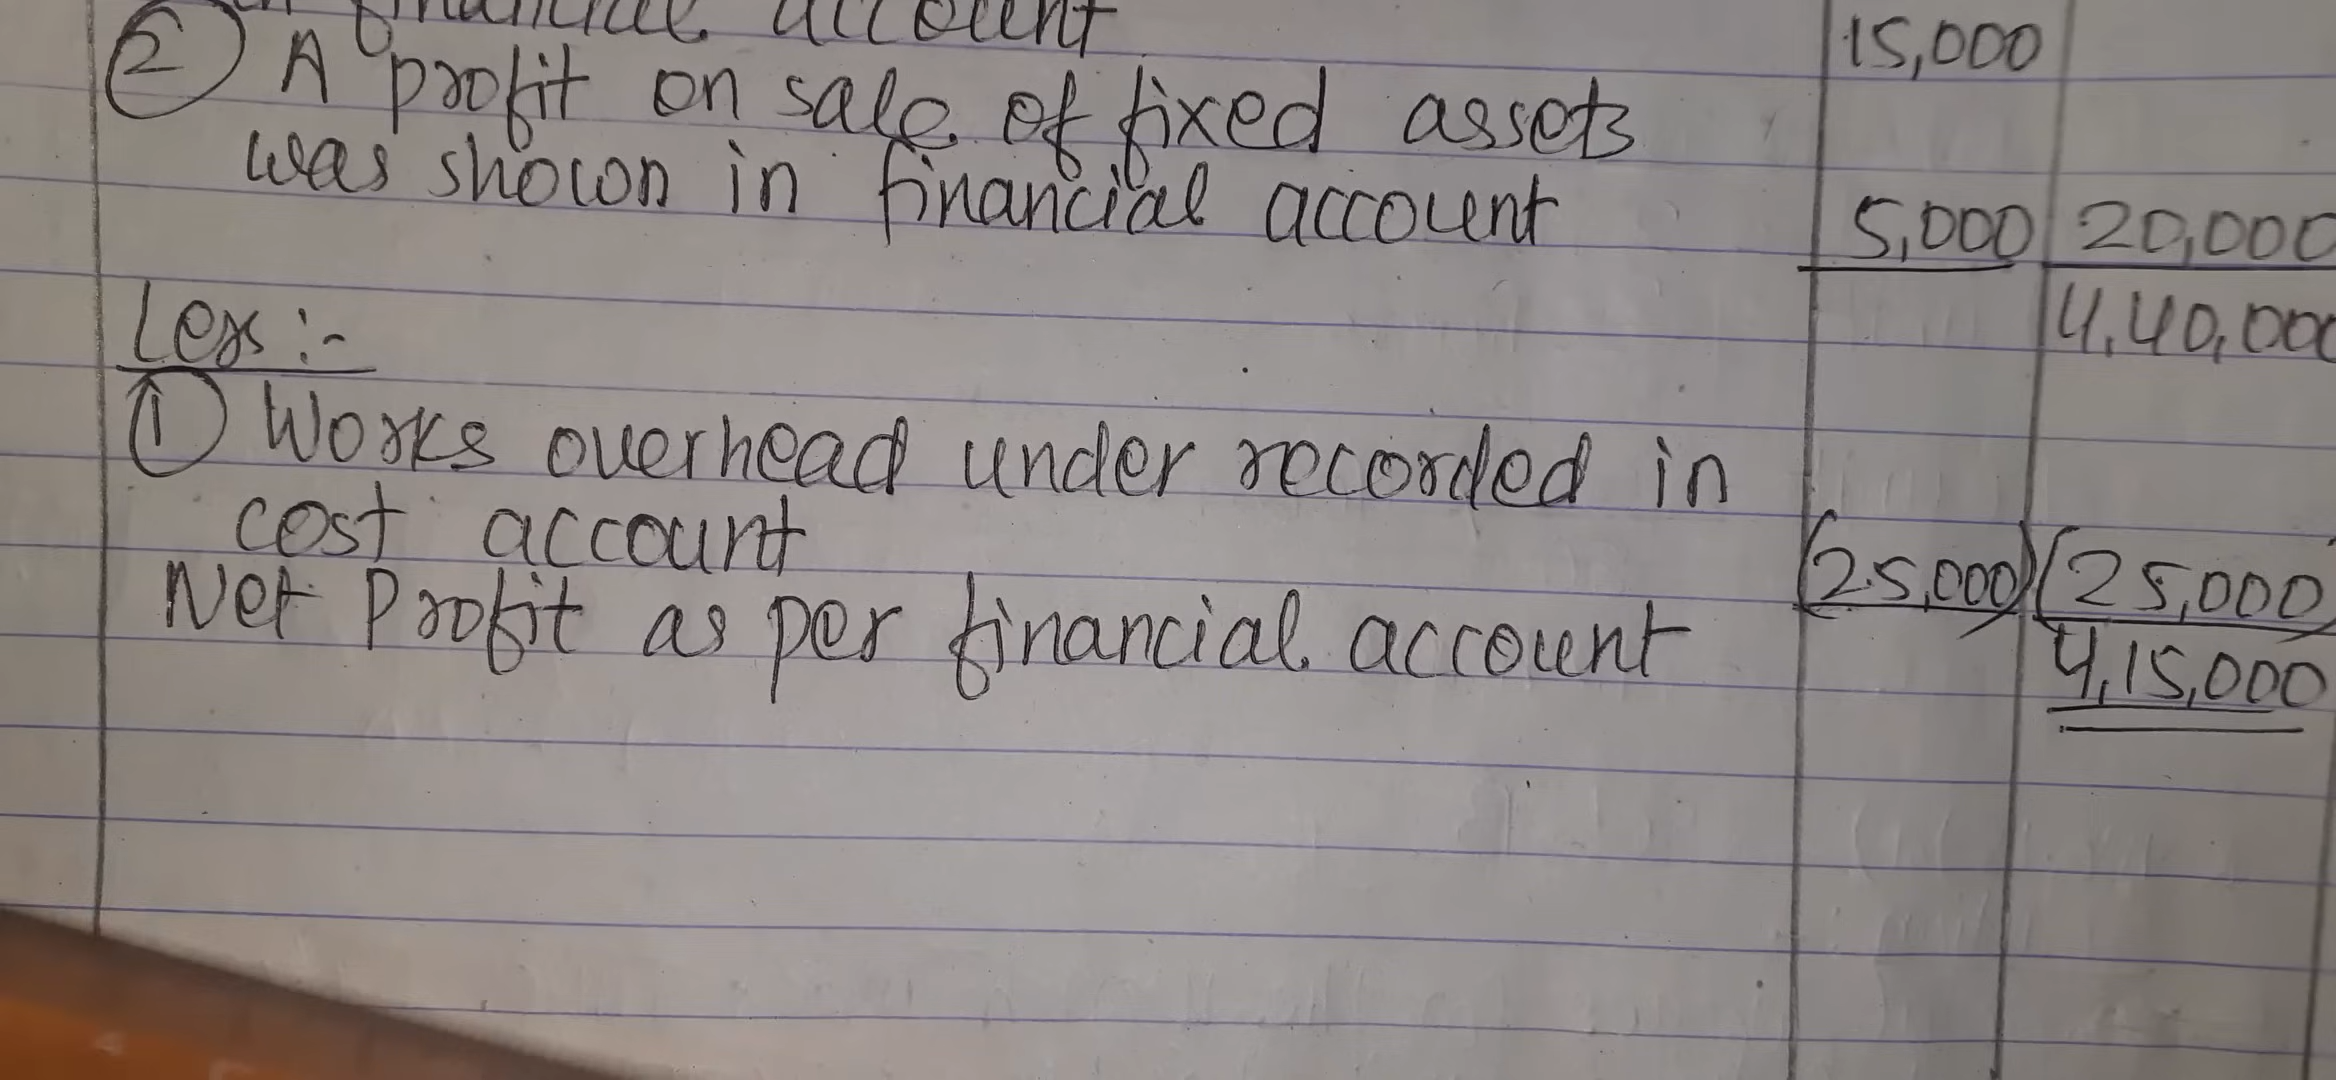 in financial account 15,000
② A profit on sale of fixed assets
was shown in financial account 5,000 20,000
4,40,000
Less :-
① Works overhead under recorded in
cost account (25,000) (25,000)
Net Profit as per financial account 4,15,000